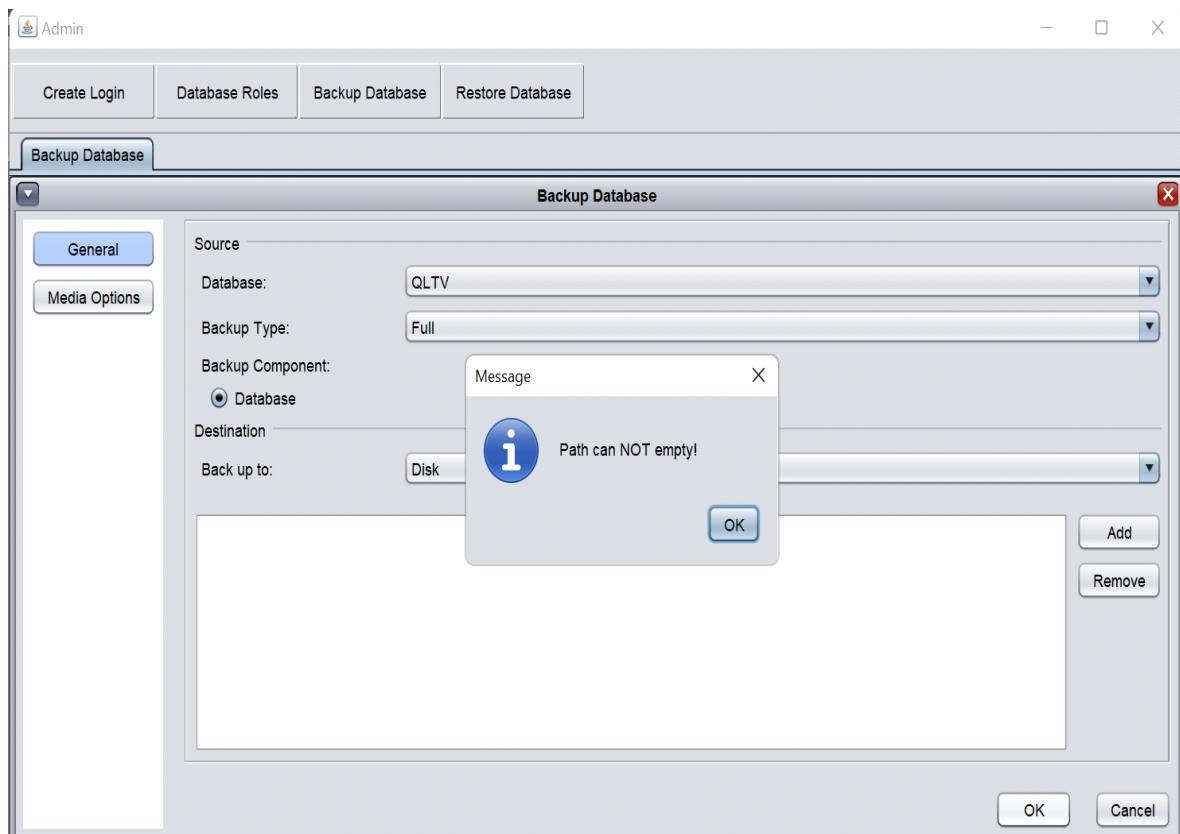 Admin
Create Login Database Roles Backup Database Restore Database
Backup Database
Backup Database
General
Media Options
Source
Database: QLTV
Backup Type: Full
Backup Component:
Database
Destination
Back up to: Disk
Message
Path can NOT empty!
OK
Add
Remove
OK Cancel